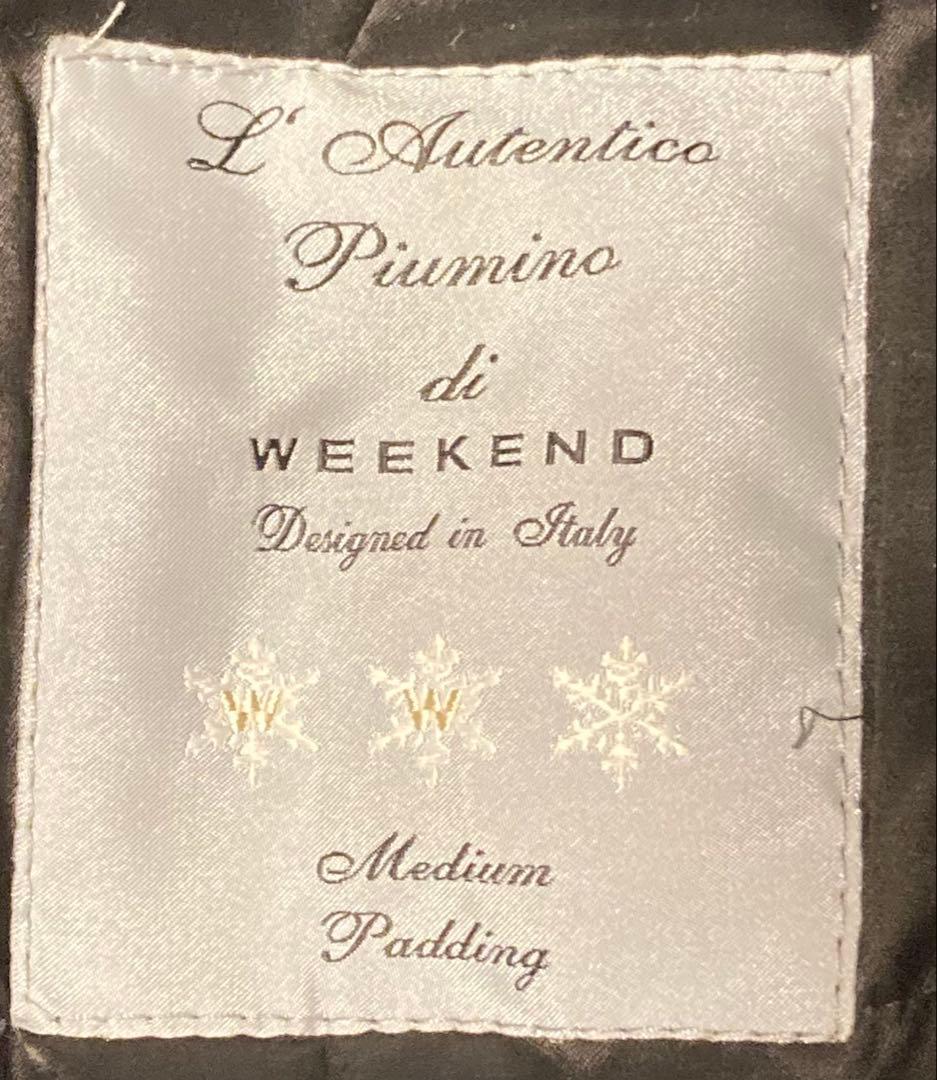 L' Autentico
Piumino
di
WEEKEND
Designed in Italy
W W
Medium
Padding